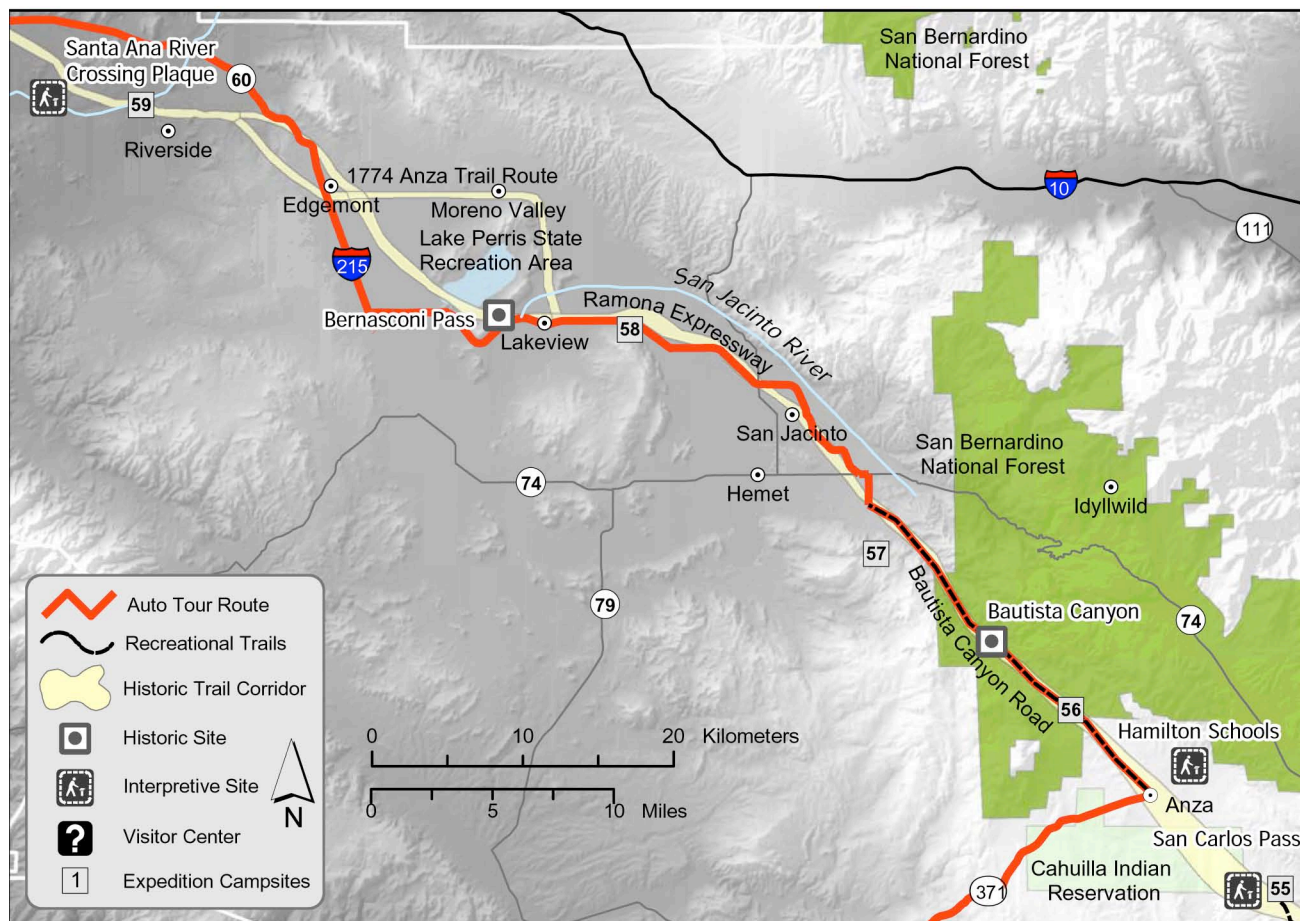 San Bernardino
National Forest
Santa Ana River
Crossing Plaque
60
59
Riverside
1774 Anza Trail Route
Edgemont
Moreno Valley
10
111
Lake Perris State
Recreation Area
215
San Jacinto River
Bernasconi Pass
Ramona Expressway
58
Lakeview
San Jacinto
San Bernardino
National Forest
74
Hemet
Idyllwild
57
79
Bautista Canyon Road
Bautista Canyon
74
56
Hamilton Schools
Anza
San Carlos Pass
Cahuilla Indian
Reservation
371
55
Auto Tour Route
Recreational Trails
Historic Trail Corridor
Historic Site
Interpretive Site
?
Visitor Center
1
Expedition Campsites
N
0 10 20 Kilometers
0 5 10 Miles